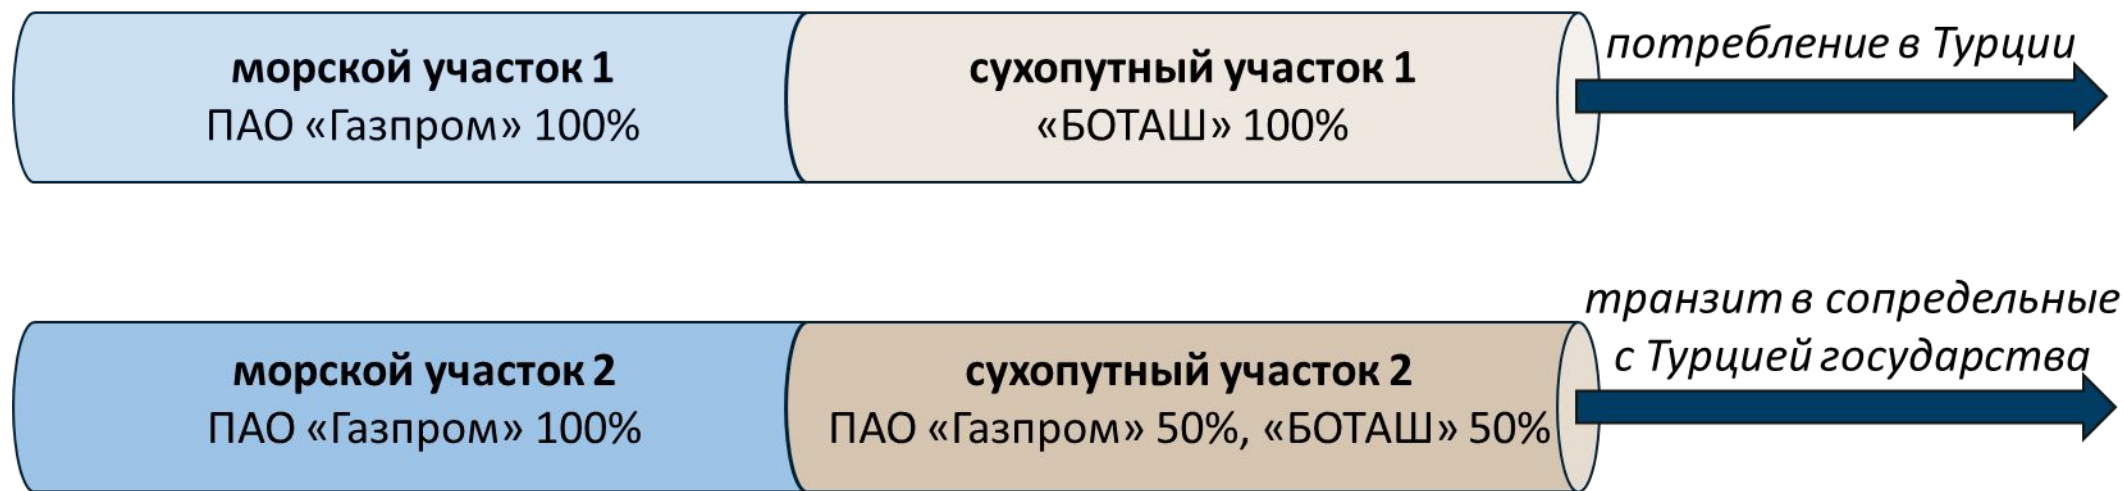 морской участок 1
ПАО «Газпром» 100%
сухопутный участок 1
«БОТАШ» 100%
потребление в Турции
морской участок 2
ПАО «Газпром» 100%
сухопутный участок 2
ПАО «Газпром» 50%, «БОТАШ» 50%
транзит в сопредельные
с Турцией государства